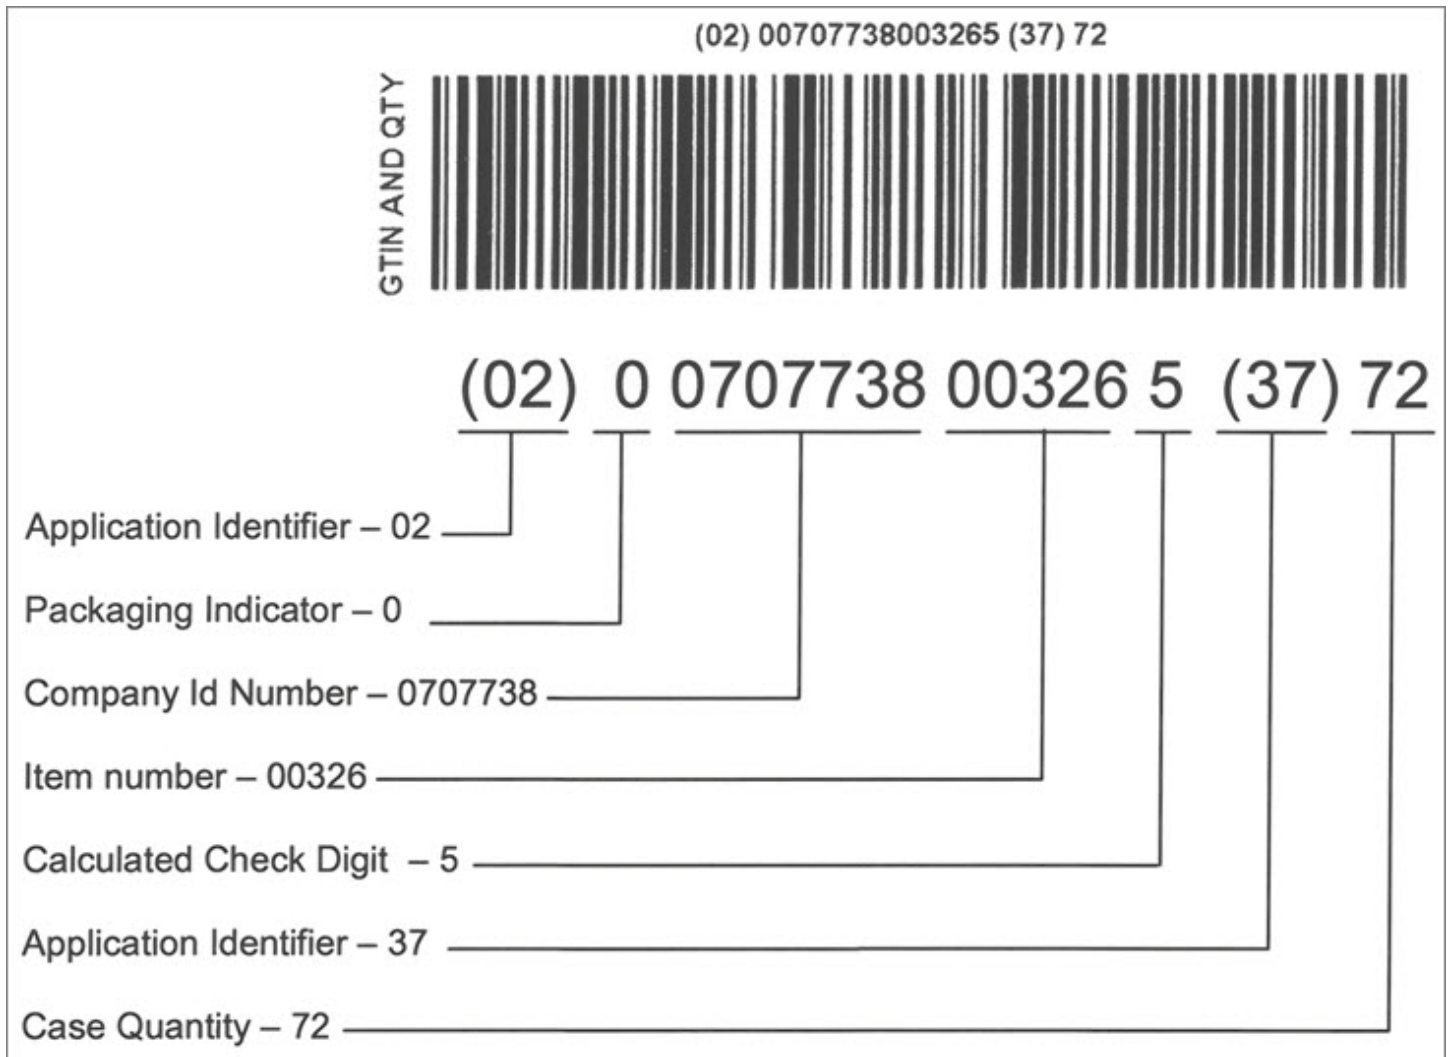 (02) 00707738003265 (37) 72
GTIN AND QTY
(02) 0 0707738 00326 5 (37) 72
Application Identifier – 02
Packaging Indicator – 0
Company Id Number – 0707738
Item number – 00326
Calculated Check Digit – 5
Application Identifier – 37
Case Quantity – 72